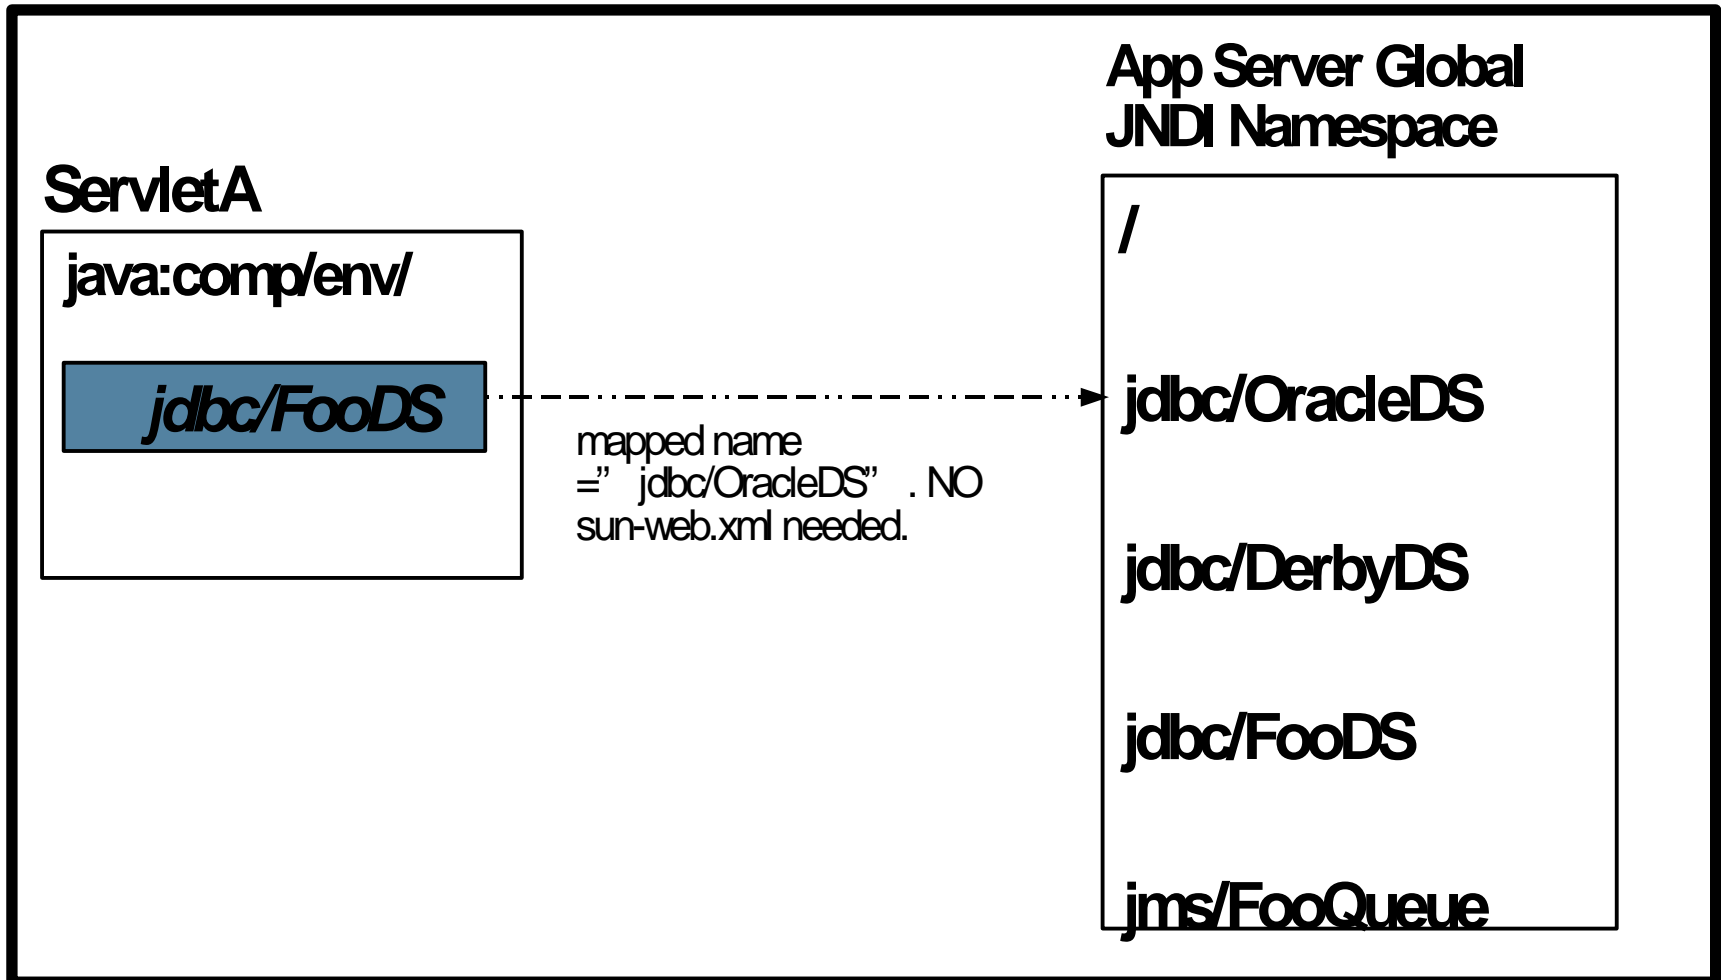 App Server Global
JNDI Namespace
ServletA
java:comp/env/
jdbc/FooDS
mapped name
=” jdbc/OracleDS” . NO
sun-web.xml needed.
/
jdbc/OracleDS
jdbc/DerbyDS
jdbc/FooDS
jms/FooQueue